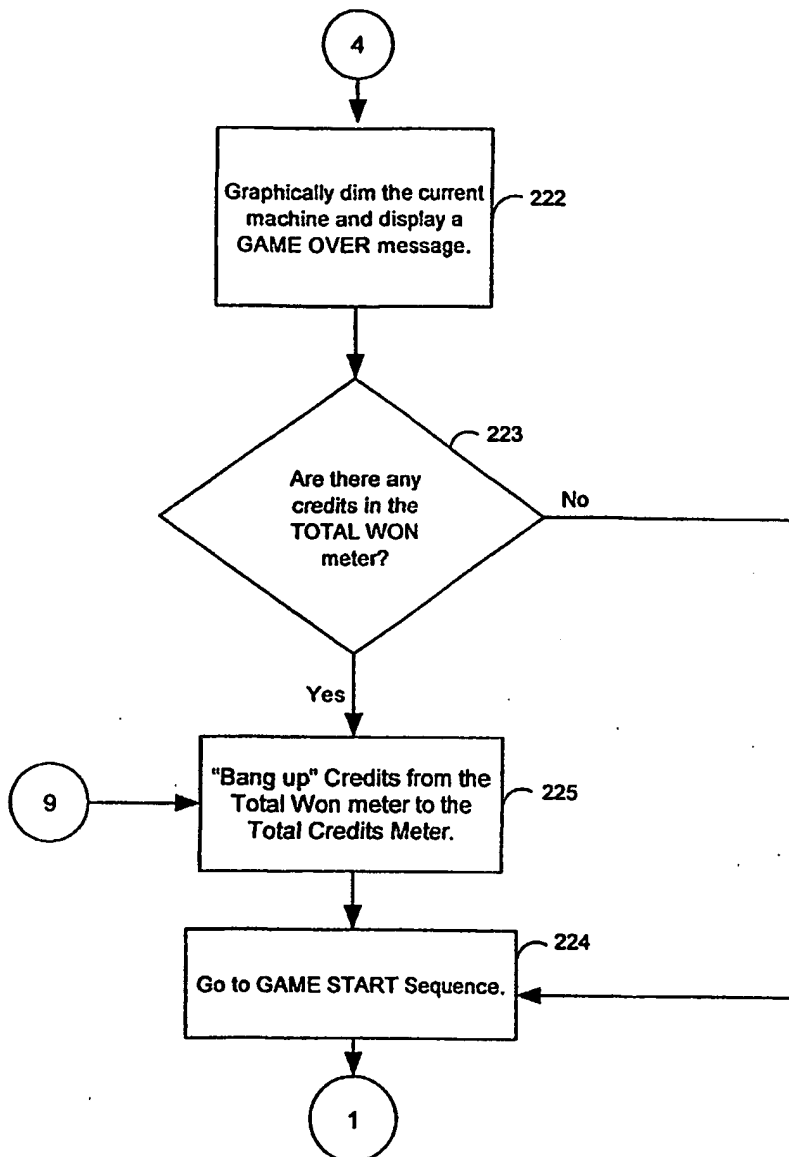 4
Graphically dim the current
machine and display a
GAME OVER message.
222
223
Are there any
credits in the
TOTAL WON
meter?
No
Yes
9
"Bang up" Credits from the
Total Won meter to the
Total Credits Meter.
225
224
Go to GAME START Sequence.
1